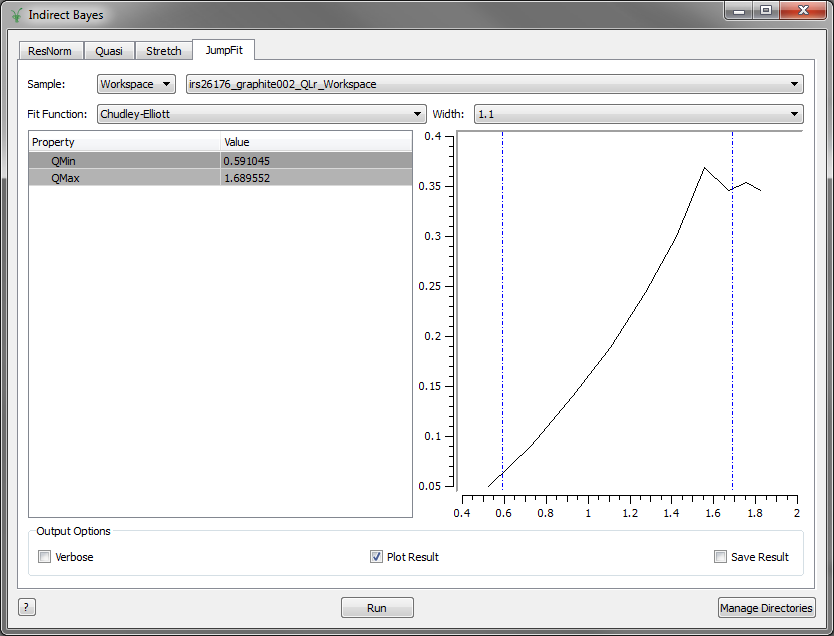 Indirect Bayes
ResNorm Quasi Stretch JumpFit
Sample: Workspace irs26176_graphite002_QLr_Workspace
Fit Function: Chudley-Elliott Width: 1.1
Property Value
QMin 0.591045
QMax 1.689552
0.4
0.35
0.3
0.25
0.2
0.15
0.1
0.05
0.4 0.6 0.8 1 1.2 1.4 1.6 1.8 2
Output Options
Verbose Plot Result Save Result
? Run Manage Directories